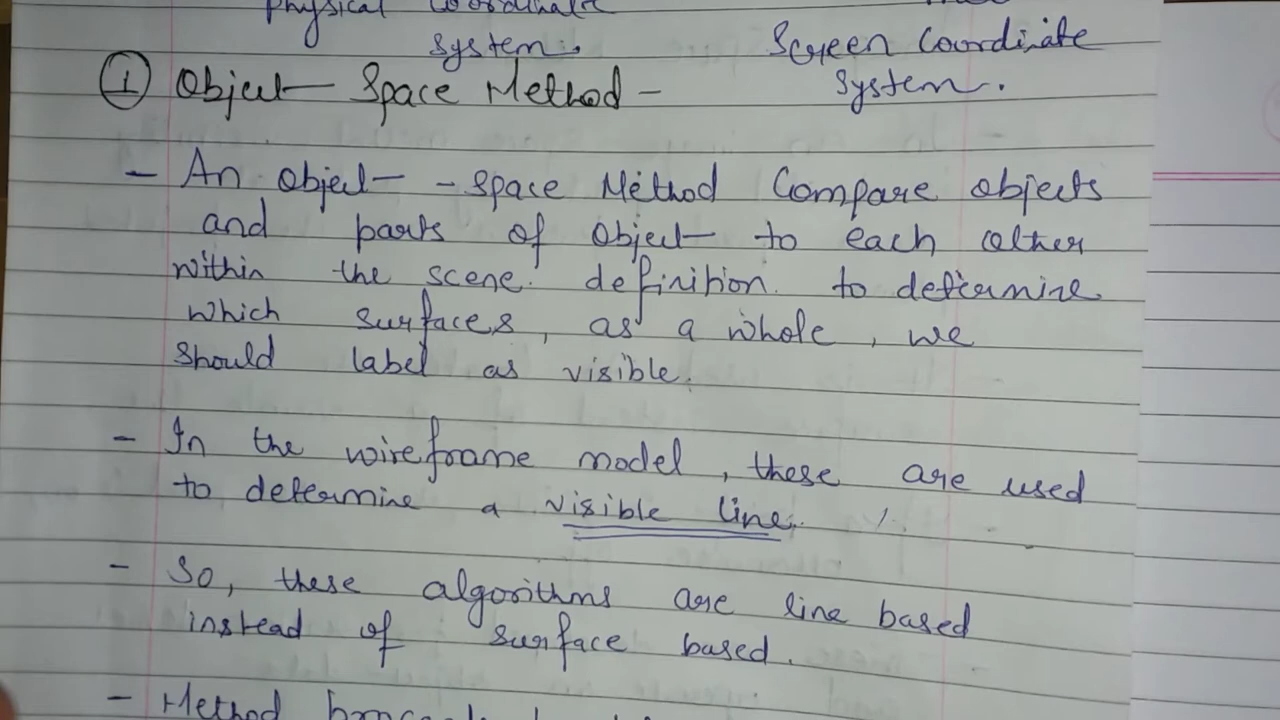 Physical Coordinate
system.
Screen Coordinate
system.
① Object Space Method -
- An Object - space Method Compare objects
and parts of object to each other
within the scene definition to determine
which surfaces, as a whole, we
should label as visible.
- In the wireframe model, these are used
to determine a visible line.
- So, these algorithms are line based
instead of surface based.
- Method